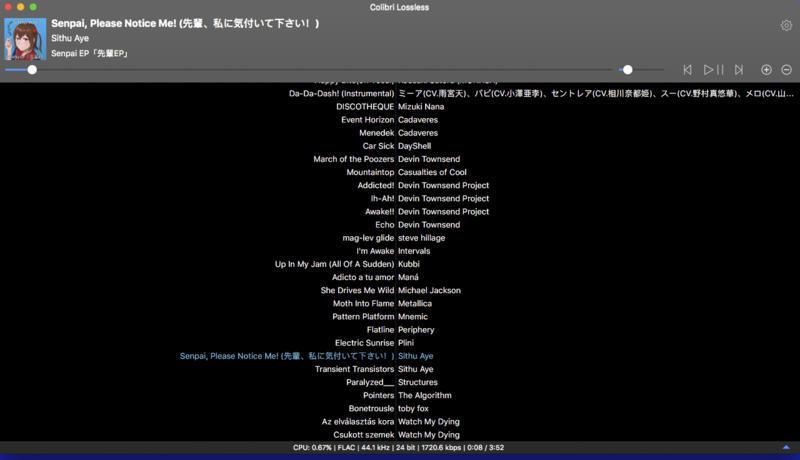 Colibri Lossless
Senpai, Please Notice Me! (先輩、私に気付いて下さい！)
Sithu Aye
Senpai EP「先輩EP」
Da-Da-Dash! (Instrumental) ミーア(CV.雨宮天)、パピ(CV.小澤亜李)、セントレア(CV.相川奈都姫)、スー(CV.野村真悠華)、メロ(CV.山...
DISCOTHEQUE Mizuki Nana
Event Horizon Cadaveres
Menedek Cadaveres
Car Sick DayShell
March of the Poozers Devin Townsend
Mountaintop Casualties of Cool
Addicted! Devin Townsend Project
Ih-Ah! Devin Townsend Project
Awake!! Devin Townsend Project
Echo Devin Townsend
mag-lev glide steve hillage
I'm Awake Intervals
Up In My Jam (All Of A Sudden) Kubbi
Adicto a tu amor Maná
She Drives Me Wild Michael Jackson
Moth Into Flame Metallica
Pattern Platform Mnemic
Flatline Periphery
Electric Sunrise Plini
Senpai, Please Notice Me! (先輩、私に気付いて下さい！) Sithu Aye
Transient Transistors Sithu Aye
Paralyzed___ Structures
Pointers The Algorithm
Bonetrousle toby fox
Az elválasztás kora Watch My Dying
Csukott szemek Watch My Dying
CPU: 0.67% | FLAC | 44.1 kHz | 24 bit | 1720.6 kbps | 0:08 / 3:52